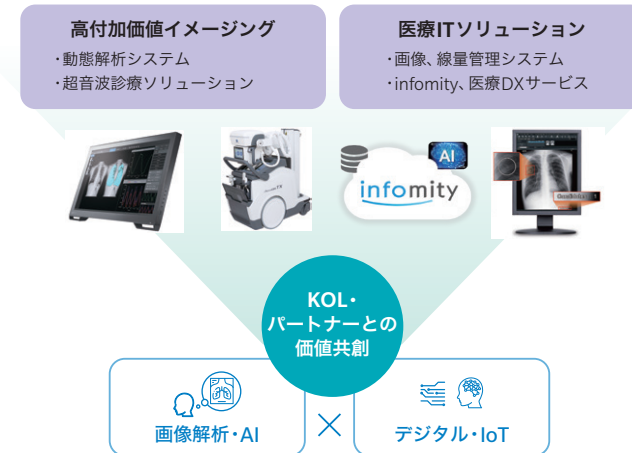 高付加価値イメージング
・動態解析システム
・超音波診療ソリューション
医療ITソリューション
・画像、線量管理システム
・infomity、医療DXサービス
AI
infomity
KOL・
パートナーとの
価値共創
画像解析・AI
×
デジタル・IoT